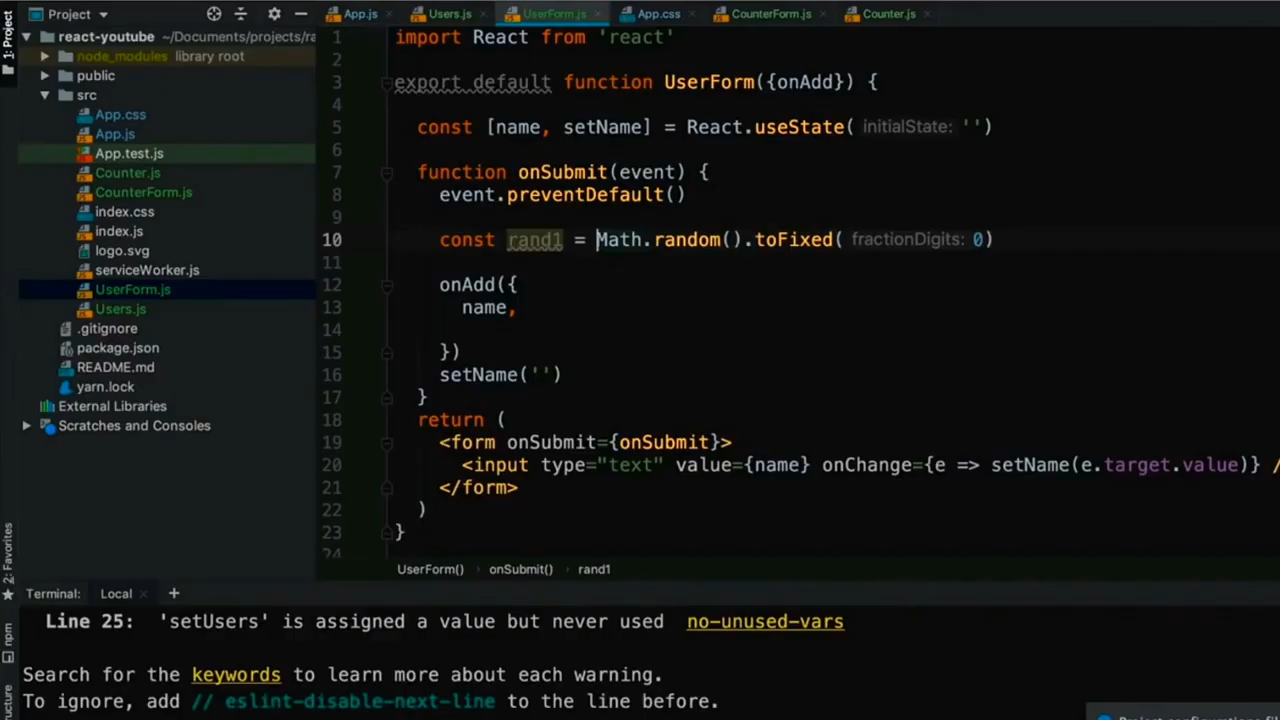 Project
App.js
Users.js
UserForm.js
App.css
CounterForm.js
Counter.js
1: Project
react-youtube ~/Documents/projects/ra
node_modules library root
public
src
App.css
App.js
App.test.js
Counter.js
CounterForm.js
index.css
index.js
logo.svg
serviceWorker.js
UserForm.js
Users.js
.gitignore
package.json
README.md
yarn.lock
External Libraries
Scratches and Consoles
1 import React from 'react'
2
3 export default function UserForm({onAdd}) {
4
5 const [name, setName] = React.useState( initialState: '')
6
7 function onSubmit(event) {
8 event.preventDefault()
9
10 const rand1 = Math.random().toFixed( fractionDigits: 0)
11
12 onAdd({
13 name,
14
15 })
16 setName('')
17 }
18 return (
19 <form onSubmit={onSubmit}>
20 <input type="text" value={name} onChange={e => setName(e.target.value)} /
21 </form>
22 )
23 }
24
UserForm()
onSubmit()
rand1
2: Favorites
npm
Terminal: Local +
Line 25: 'setUsers' is assigned a value but never used no-unused-vars
Search for the keywords to learn more about each warning.
To ignore, add // eslint-disable-next-line to the line before.